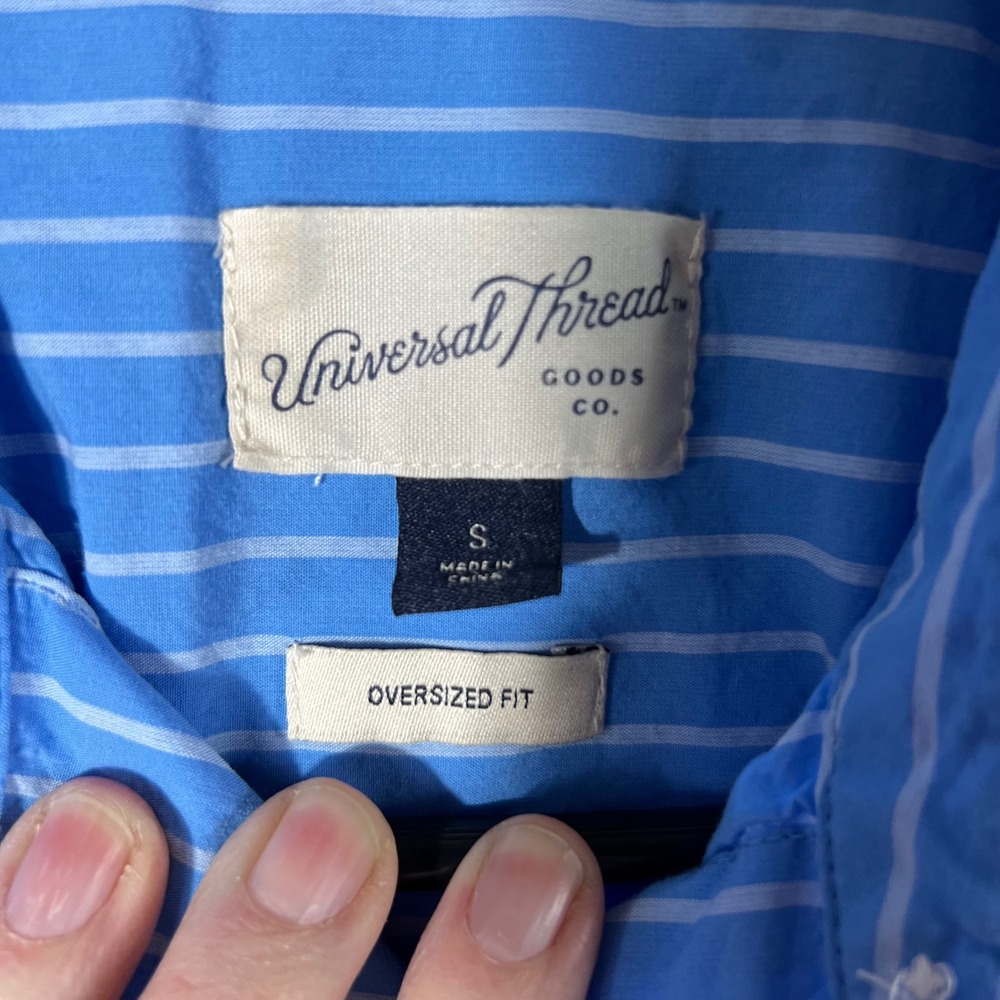 Universal Thread™
GOODS
CO.
S
MADE IN
CHINA
OVERSIZED FIT